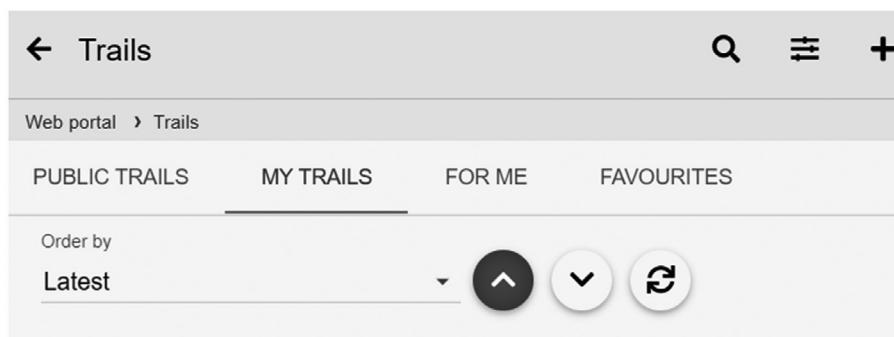 Trails
Web portal › Trails
PUBLIC TRAILS MY TRAILS FOR ME FAVOURITES
Order by
Latest